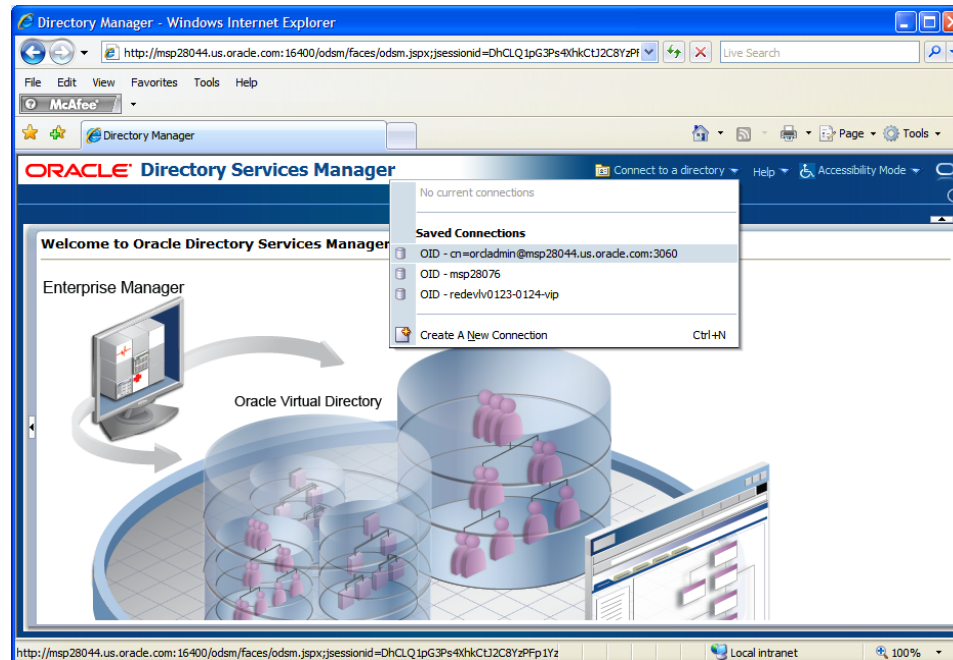 Directory Manager - Windows Internet Explorer
http://msp28044.us.oracle.com:16400/odsm/faces/odsm.jspx;jsessionid=DhCLQ1pG3Ps4XhkCtJ2C8YzPF
Live Search
File Edit View Favorites Tools Help
McAfee
Directory Manager
Page Tools
ORACLE Directory Services Manager
Connect to a directory Help Accessibility Mode
No current connections
Saved Connections
Welcome to Oracle Directory Services Manager
OID - cn=orcladmin@msp28044.us.oracle.com:3060
OID - msp28076
OID - redevlv0123-0124-vip
Create A New Connection Ctrl+N
Enterprise Manager
Oracle Virtual Directory
http://msp28044.us.oracle.com:16400/odsm/faces/odsm.jspx;jsessionid=DhCLQ1pG3Ps4XhkCtJ2C8YzPFp1Yz
Local intranet
100%